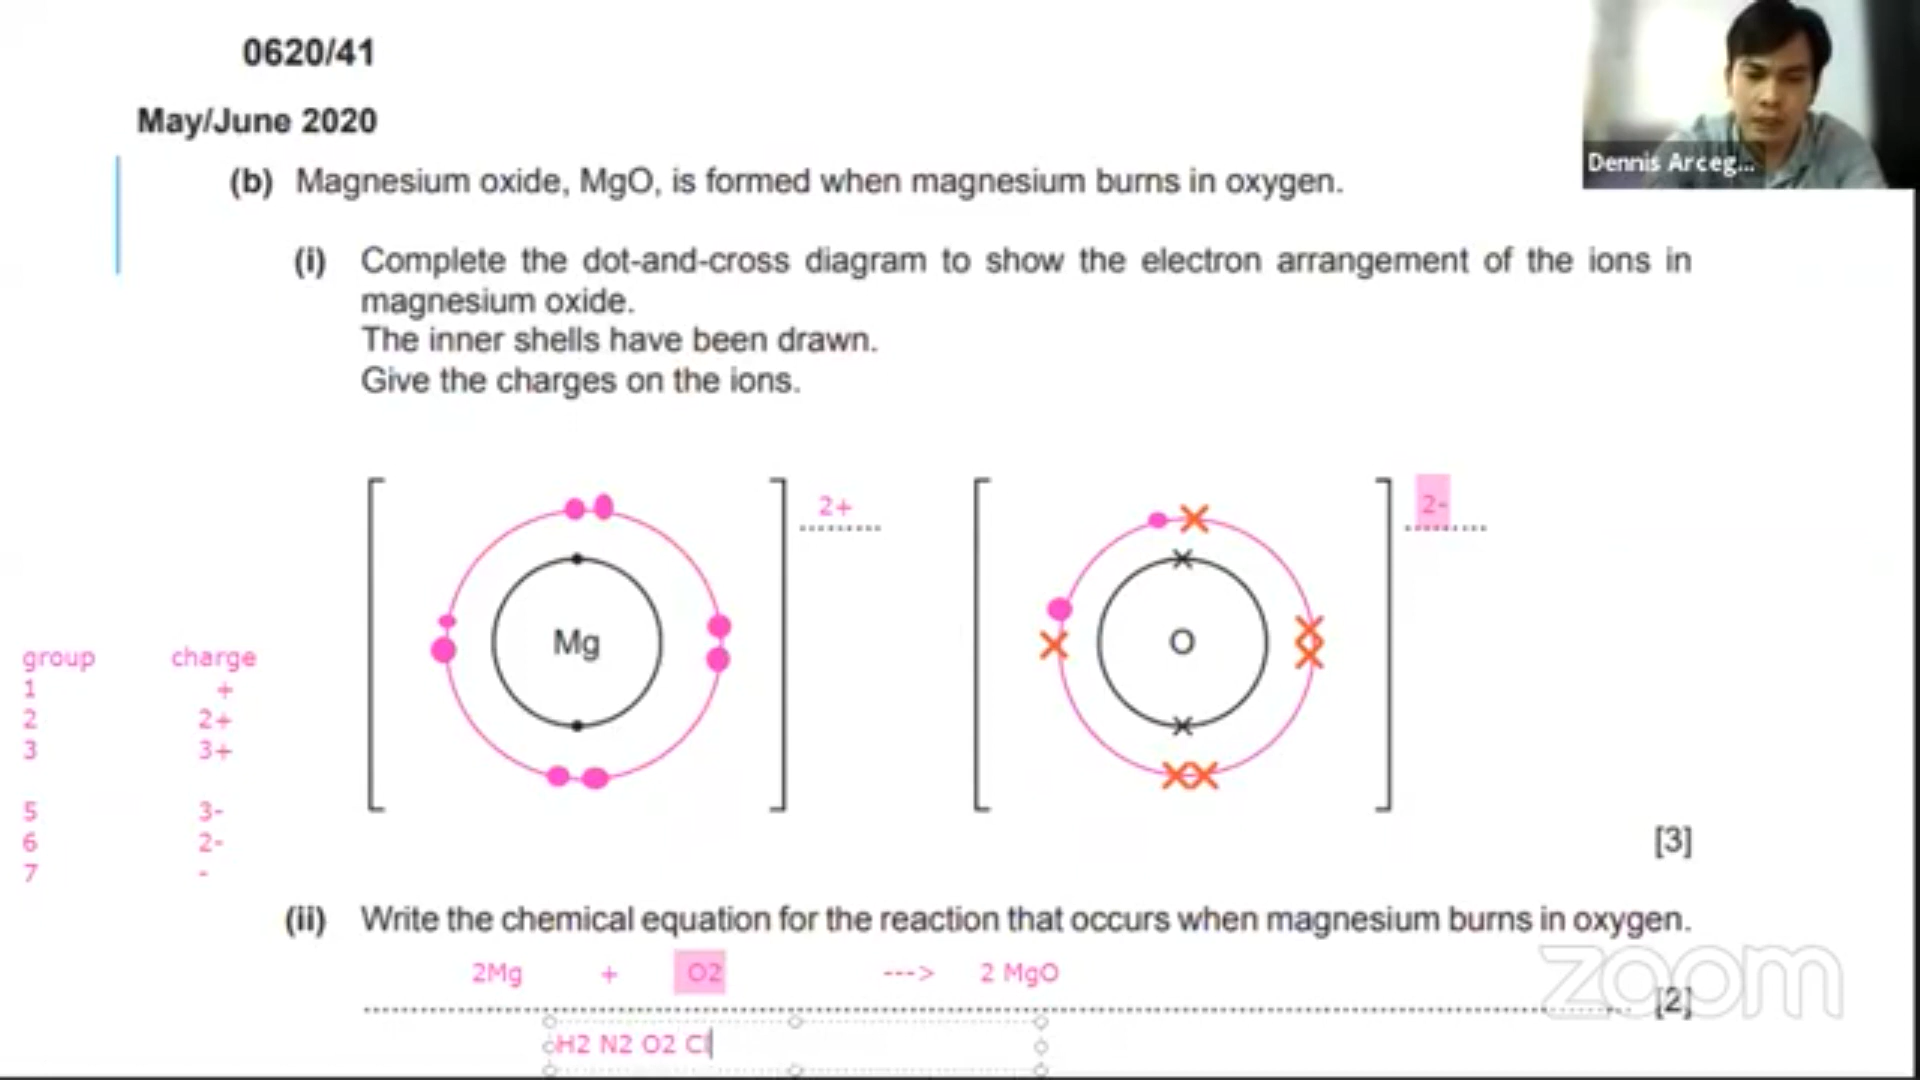 0620/41
May/June 2020
Dennis Arceg...
(b) Magnesium oxide, MgO, is formed when magnesium burns in oxygen.
(i) Complete the dot-and-cross diagram to show the electron arrangement of the ions in
magnesium oxide.
The inner shells have been drawn.
Give the charges on the ions.
2+
2-
Mg
O
group charge
1 +
2 2+
3 3+
5 3-
6 2-
7 -
[3]
(ii) Write the chemical equation for the reaction that occurs when magnesium burns in oxygen.
2Mg + O2 ---> 2 MgO
zoom
[2]
H2 N2 O2 Cl